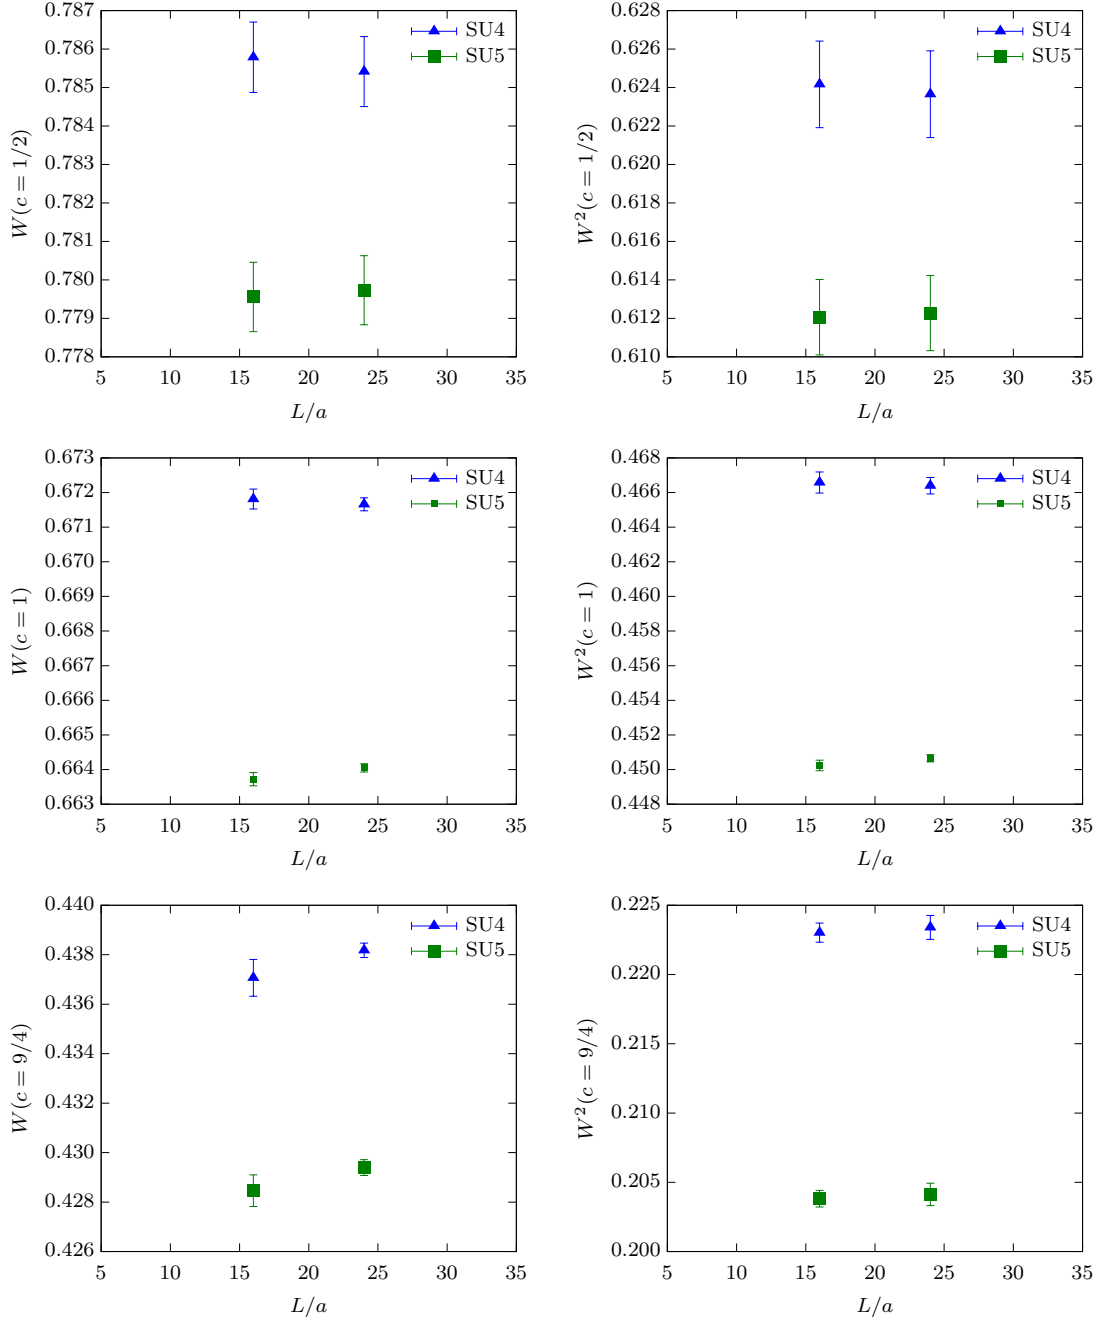 0.787
0.786
0.785
0.784
0.783
0.782
0.781
0.780
0.779
0.778
5 10 15 20 25 30 35
W(c = 1/2)
L/a
SU4
SU5
0.628
0.626
0.624
0.622
0.620
0.618
0.616
0.614
0.612
0.610
5 10 15 20 25 30 35
W²(c = 1/2)
L/a
SU4
SU5
0.673
0.672
0.671
0.670
0.669
0.668
0.667
0.666
0.665
0.664
0.663
5 10 15 20 25 30 35
W(c = 1)
L/a
SU4
SU5
0.468
0.466
0.464
0.462
0.460
0.458
0.456
0.454
0.452
0.450
0.448
5 10 15 20 25 30 35
W²(c = 1)
L/a
SU4
SU5
0.440
0.438
0.436
0.434
0.432
0.430
0.428
0.426
5 10 15 20 25 30 35
W(c = 9/4)
L/a
SU4
SU5
0.225
0.220
0.215
0.210
0.205
0.200
5 10 15 20 25 30 35
W²(c = 9/4)
L/a
SU4
SU5